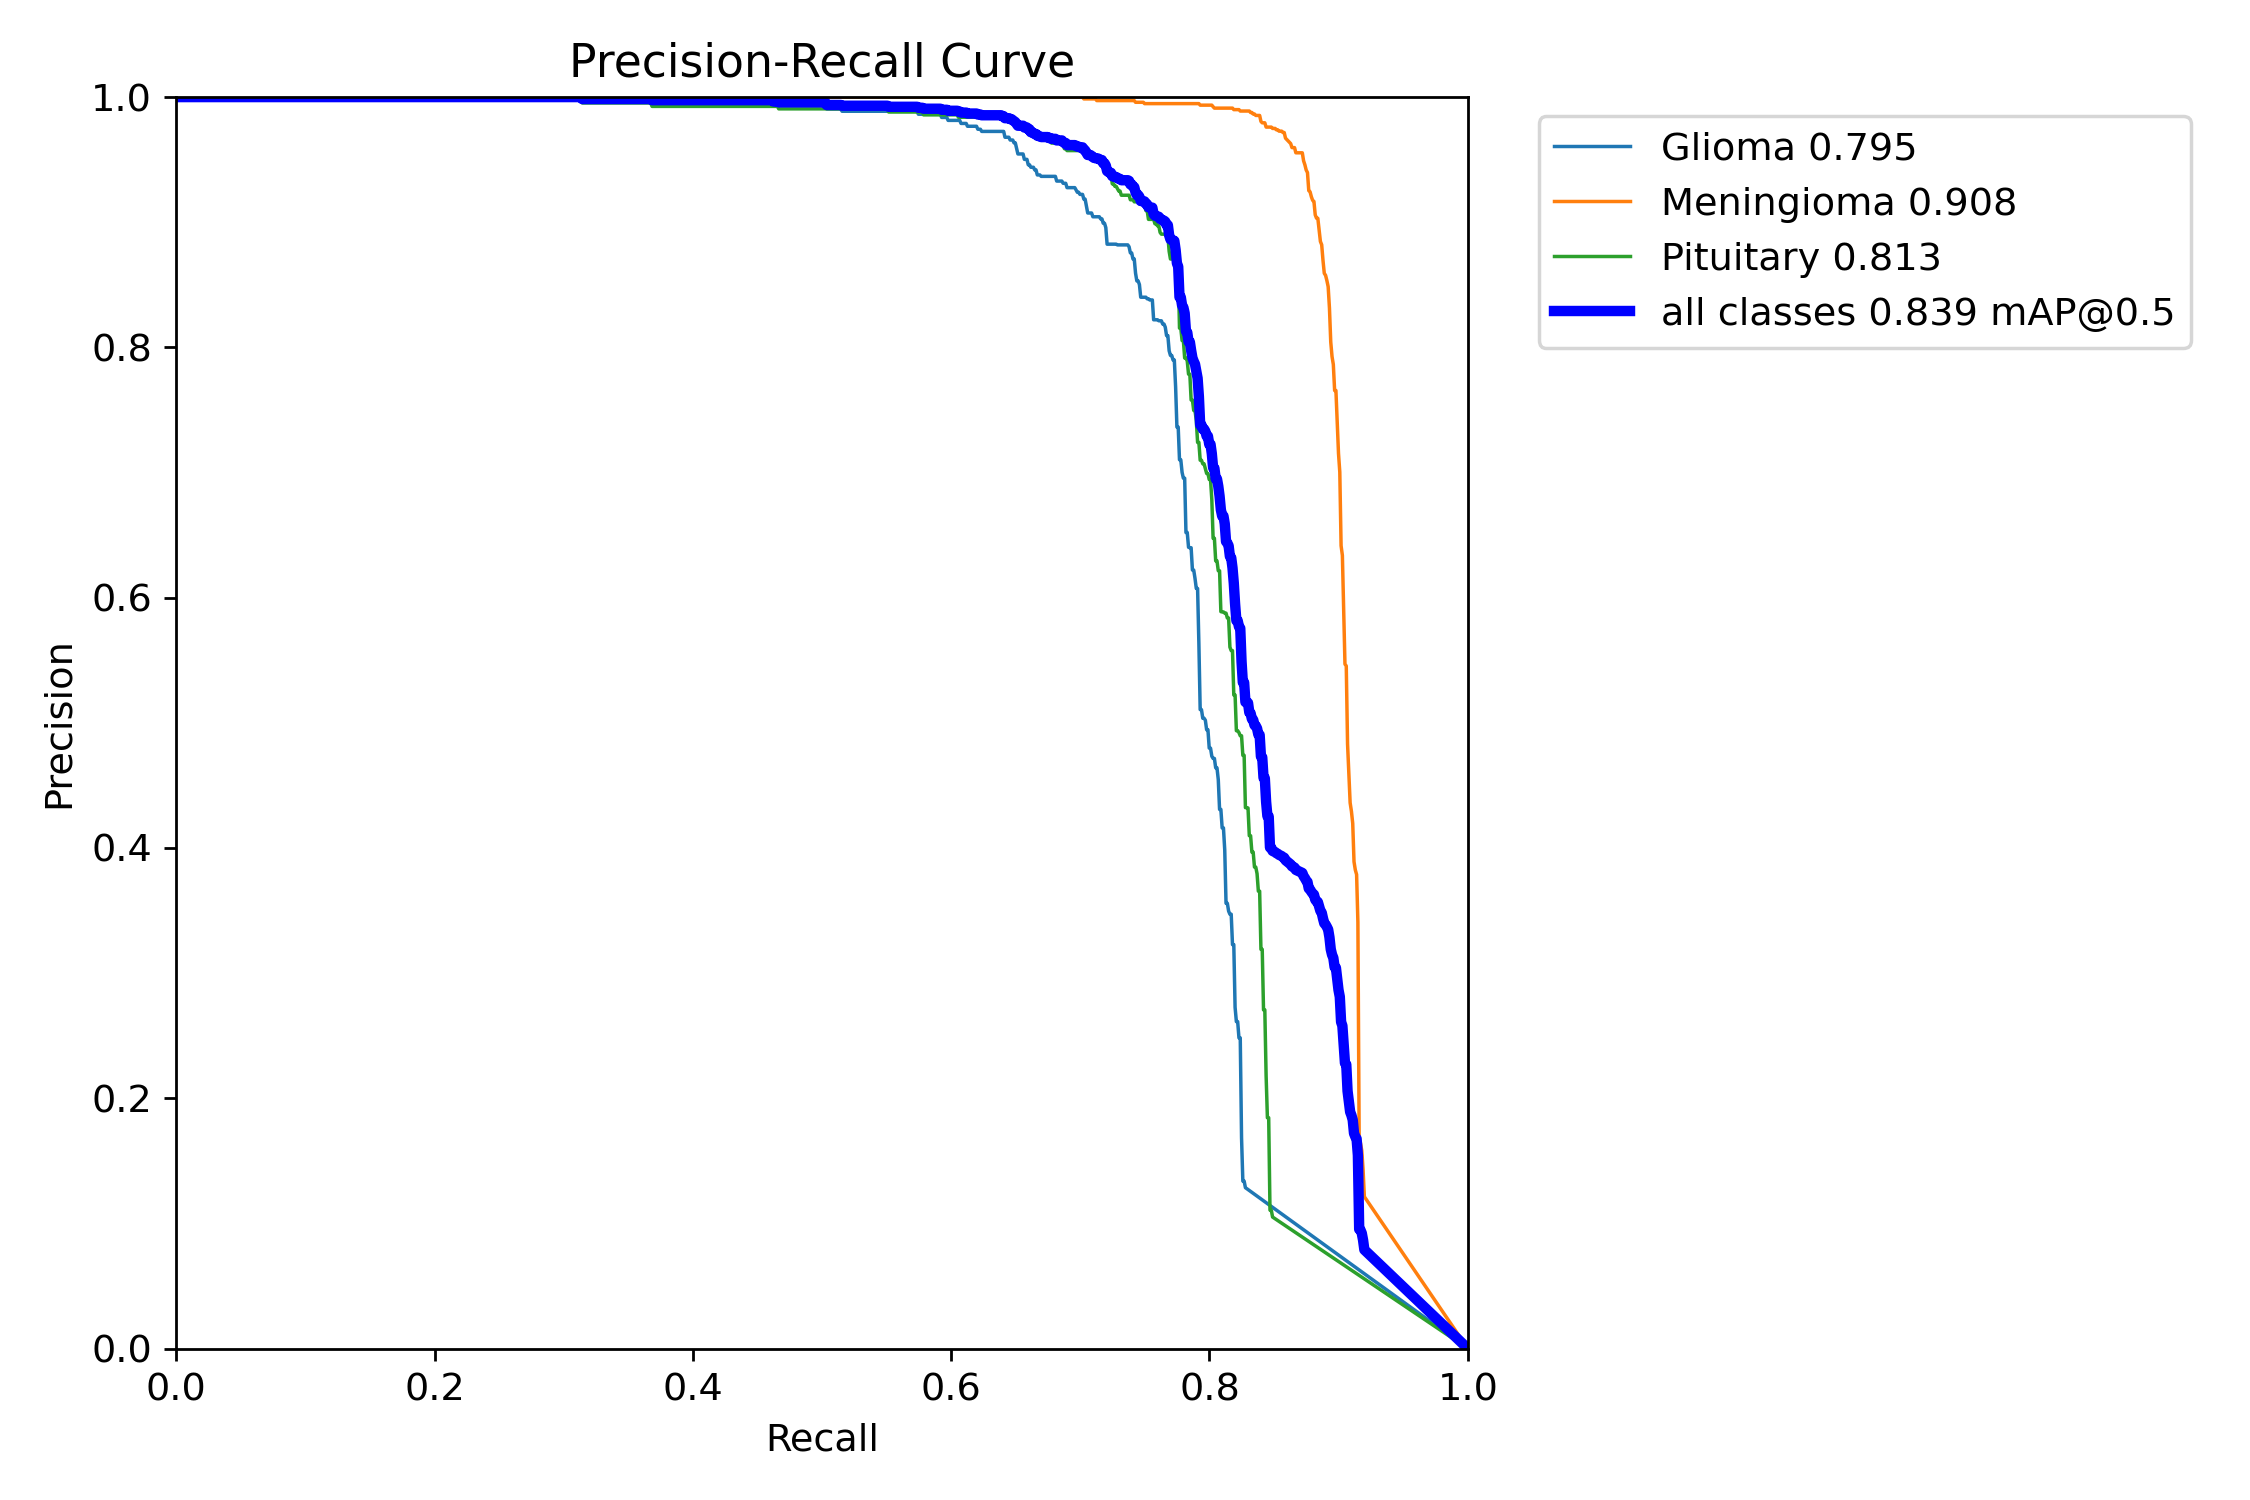 Precision-Recall Curve
1.0
0.8
0.6
0.4
0.2
0.0
Precision
0.0 0.2 0.4 0.6 0.8 1.0
Recall
Glioma 0.795
Meningioma 0.908
Pituitary 0.813
all classes 0.839 mAP@0.5